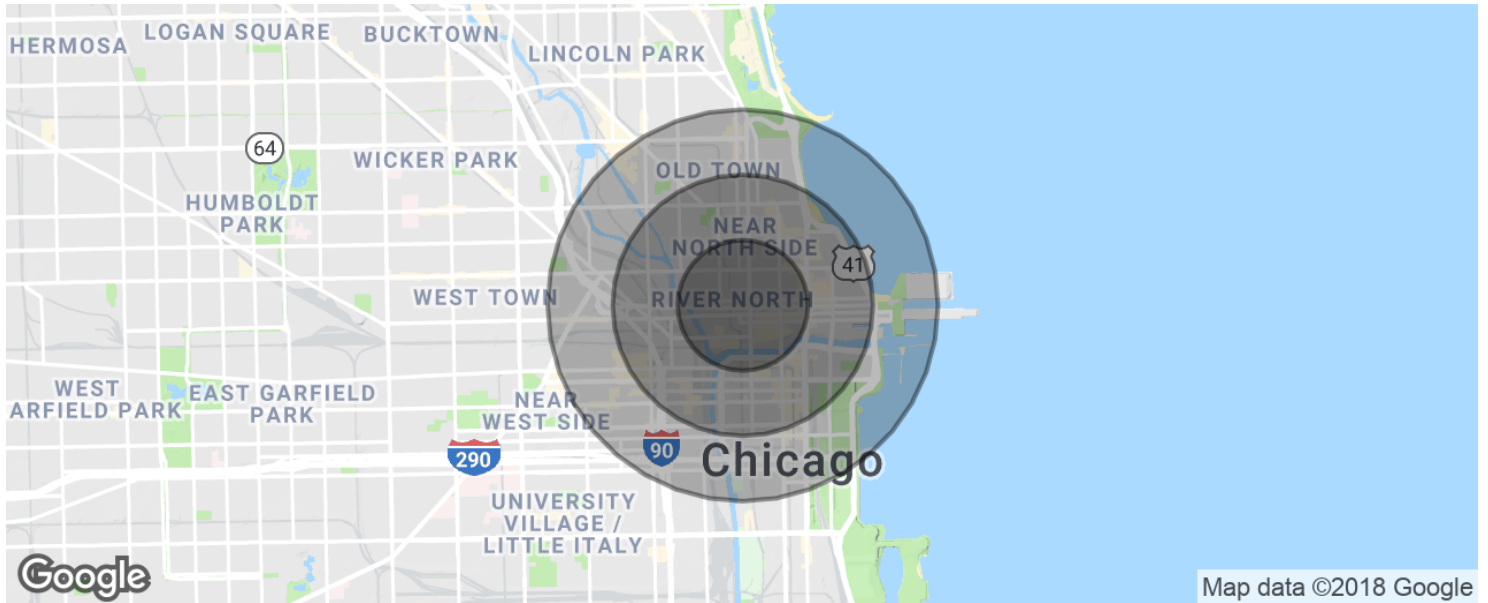 LOGAN SQUARE
BUCKTOWN
HERMOSA
LINCOLN PARK
64
WICKER PARK
OLD TOWN
HUMBOLDT
PARK
NEAR
NORTH SIDE
41
WEST TOWN
RIVER NORTH
WEST
ARFIELD PARK
EAST GARFIELD
PARK
NEAR
WEST SIDE
290
90
Chicago
UNIVERSITY
VILLAGE /
LITTLE ITALY
Google
Map data ©2018 Google